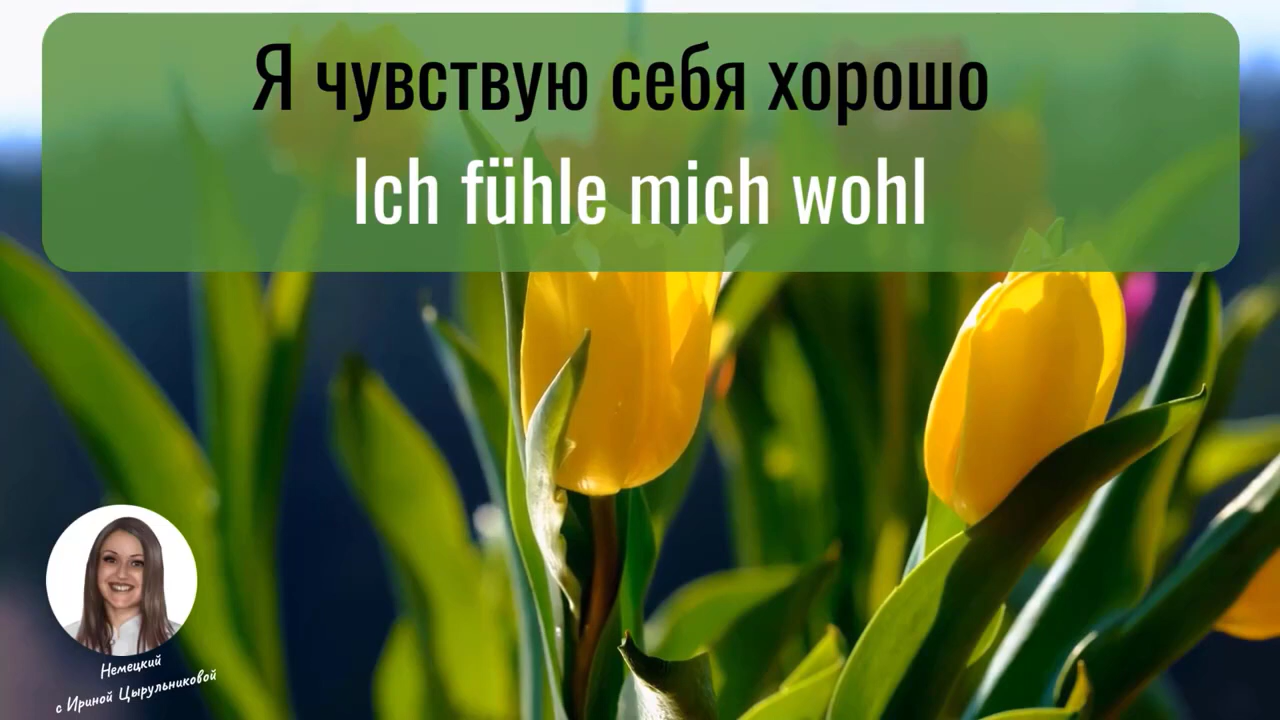 Я чувствую себя хорошо
Ich fühle mich wohl
Немецкий
с Ириной Цырульниковой